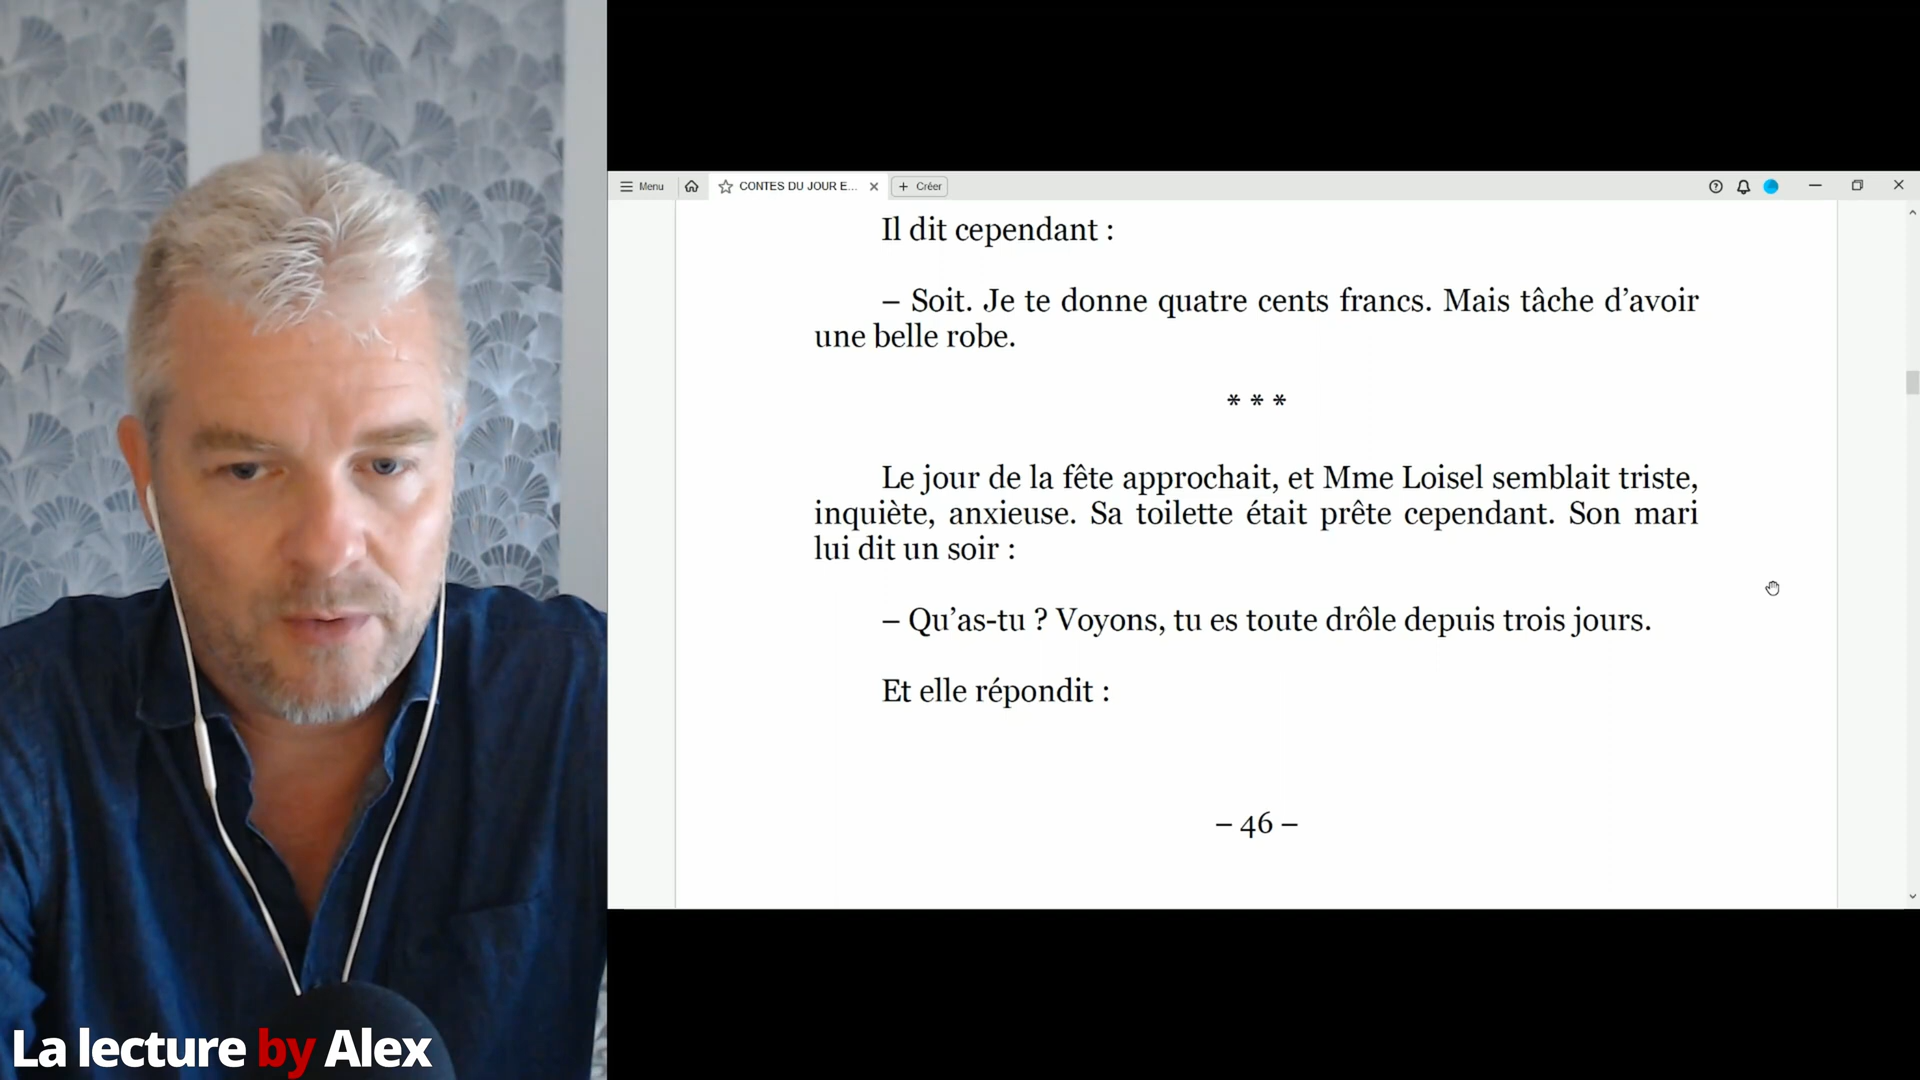 Menu
CONTES DU JOUR E...
Créer
Il dit cependant :
– Soit. Je te donne quatre cents francs. Mais tâche d’avoir
une belle robe.
* * *
Le jour de la fête approchait, et Mme Loisel semblait triste,
inquiète, anxieuse. Sa toilette était prête cependant. Son mari
lui dit un soir :
– Qu’as-tu ? Voyons, tu es toute drôle depuis trois jours.
Et elle répondit :
– 46 –
La lecture by Alex